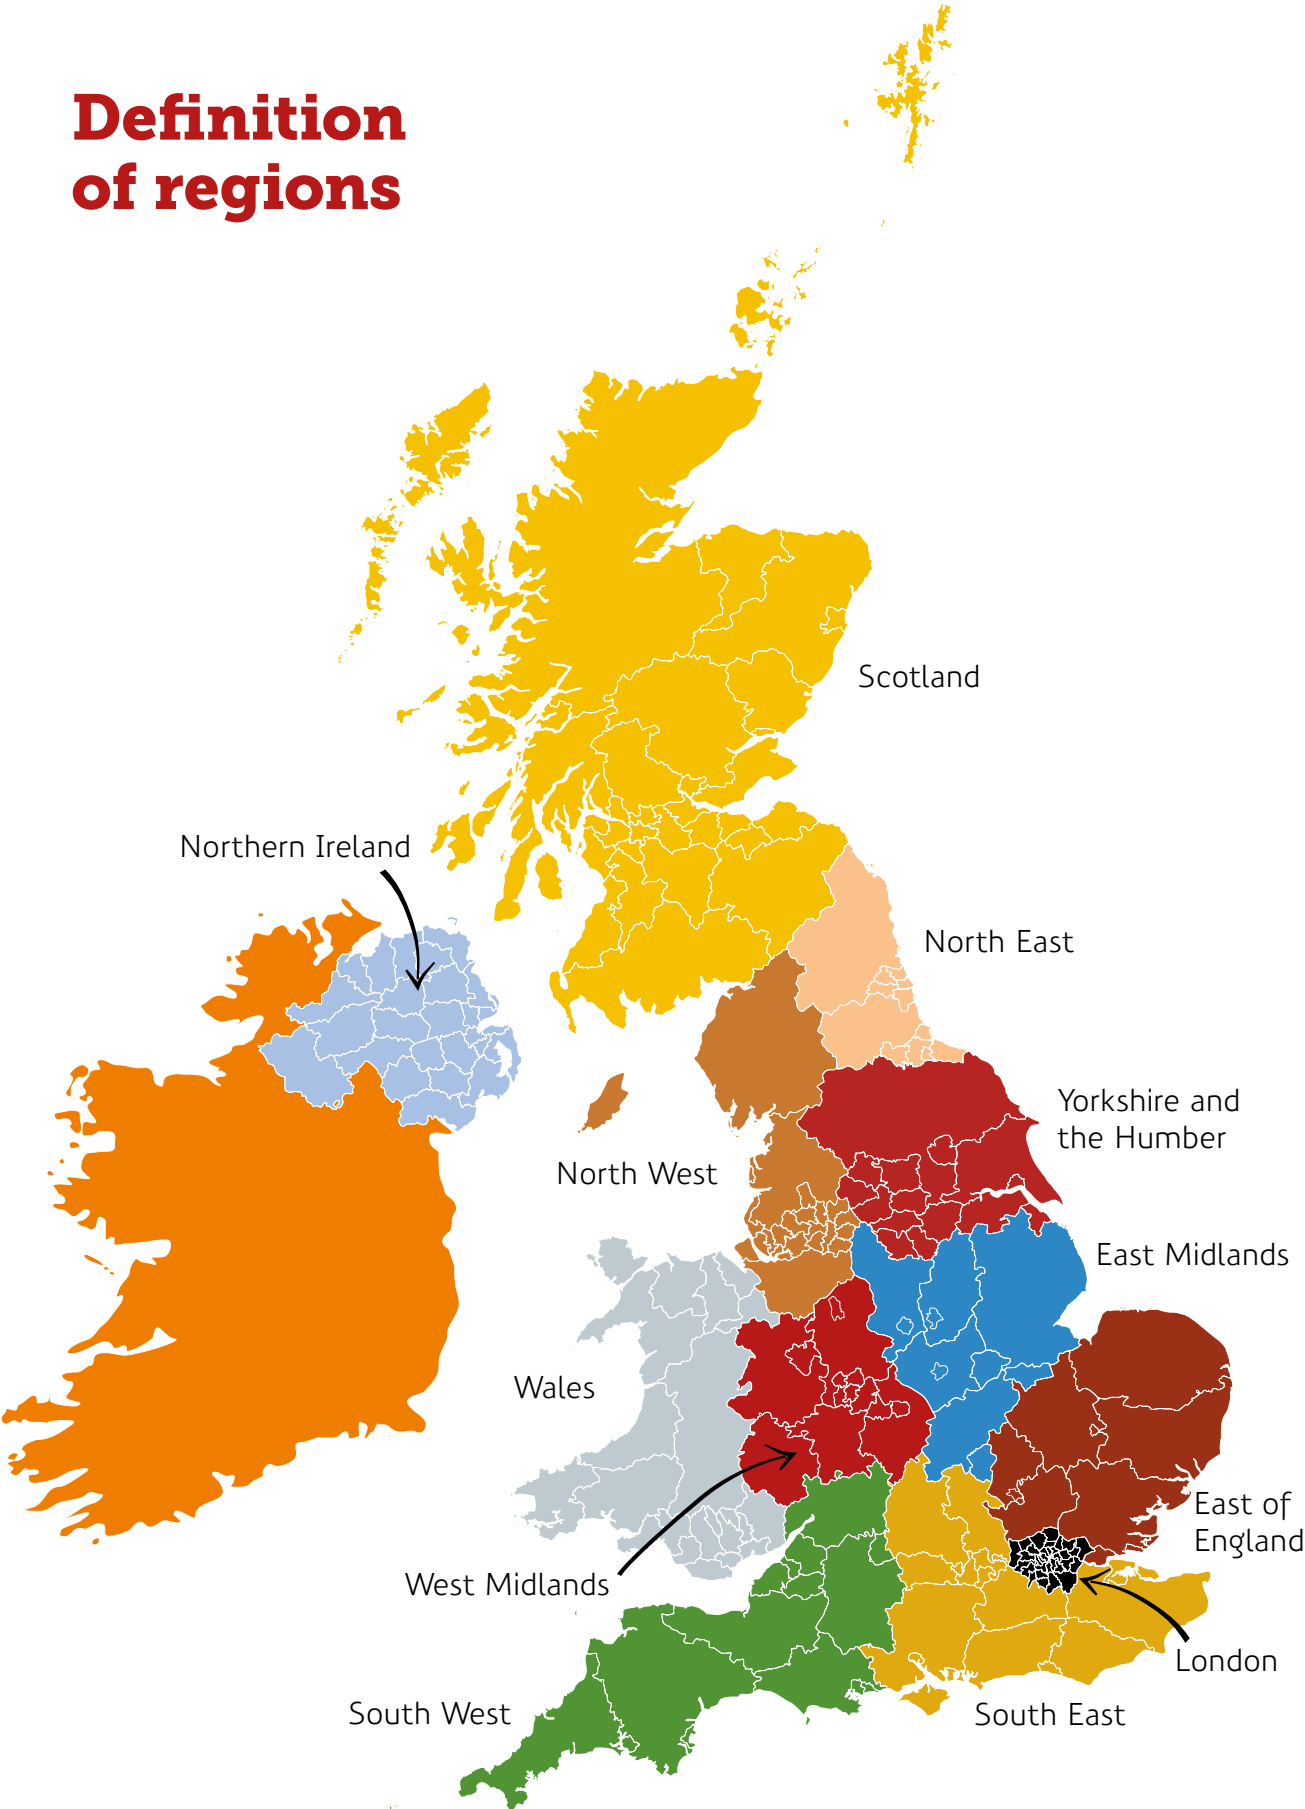 Definition
of regions
Scotland
Northern Ireland
North East
Yorkshire and
the Humber
North West
East Midlands
Wales
East of
England
West Midlands
London
South West
South East